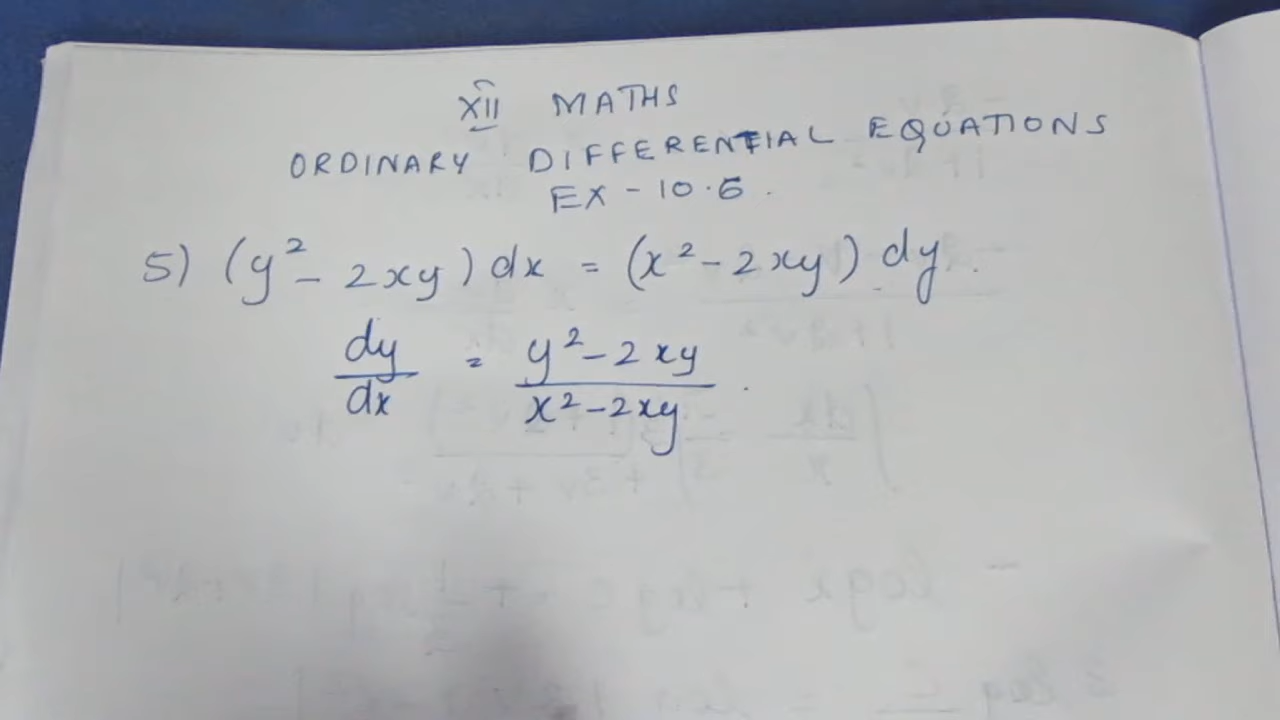 XII MATHS
ORDINARY DIFFERENTIAL EQUATIONS
EX - 10.6.
5) (y² - 2xy) dx = (x² - 2xy) dy.
dy/dx = y² - 2xy / x² - 2xy.